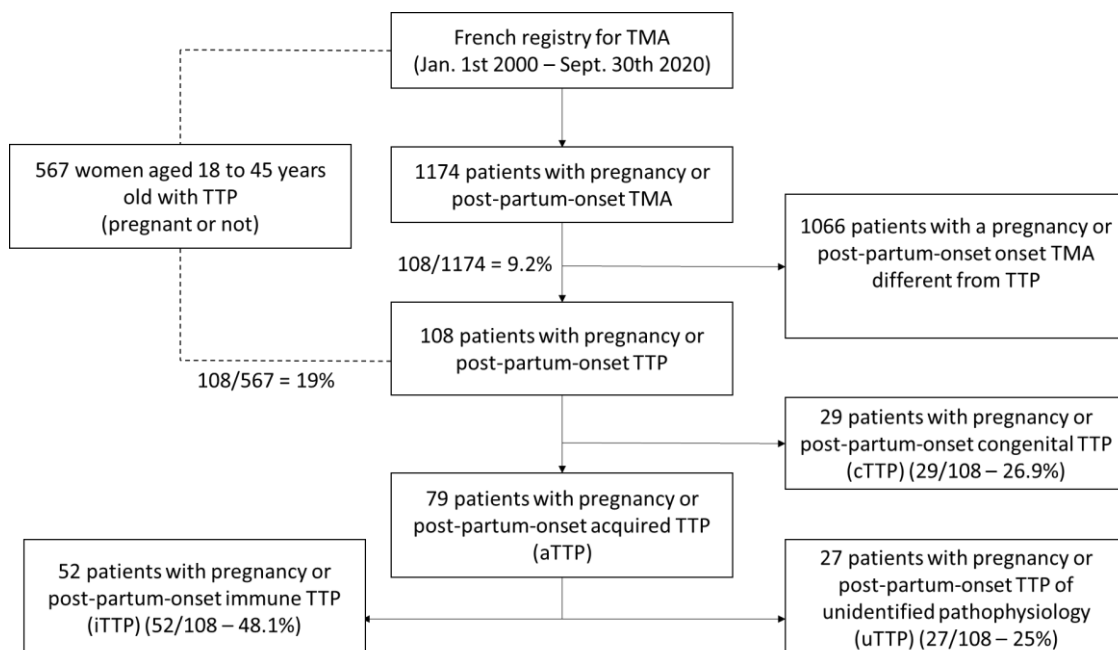 French registry for TMA
(Jan. 1st 2000 – Sept. 30th 2020)
567 women aged 18 to 45 years
old with TTP
(pregnant or not)
1174 patients with pregnancy or
post-partum-onset TMA
1066 patients with a pregnancy or
post-partum-onset onset TMA
different from TTP
108/1174 = 9.2%
108 patients with pregnancy or
post-partum-onset TTP
108/567 = 19%
29 patients with pregnancy or
post-partum-onset congenital TTP
(cTTP) (29/108 – 26.9%)
79 patients with pregnancy or
post-partum-onset acquired TTP
(aTTP)
52 patients with pregnancy or
post-partum-onset immune TTP
(iTTP) (52/108 – 48.1%)
27 patients with pregnancy or
post-partum-onset TTP of
unidentified pathophysiology
(uTTP) (27/108 – 25%)